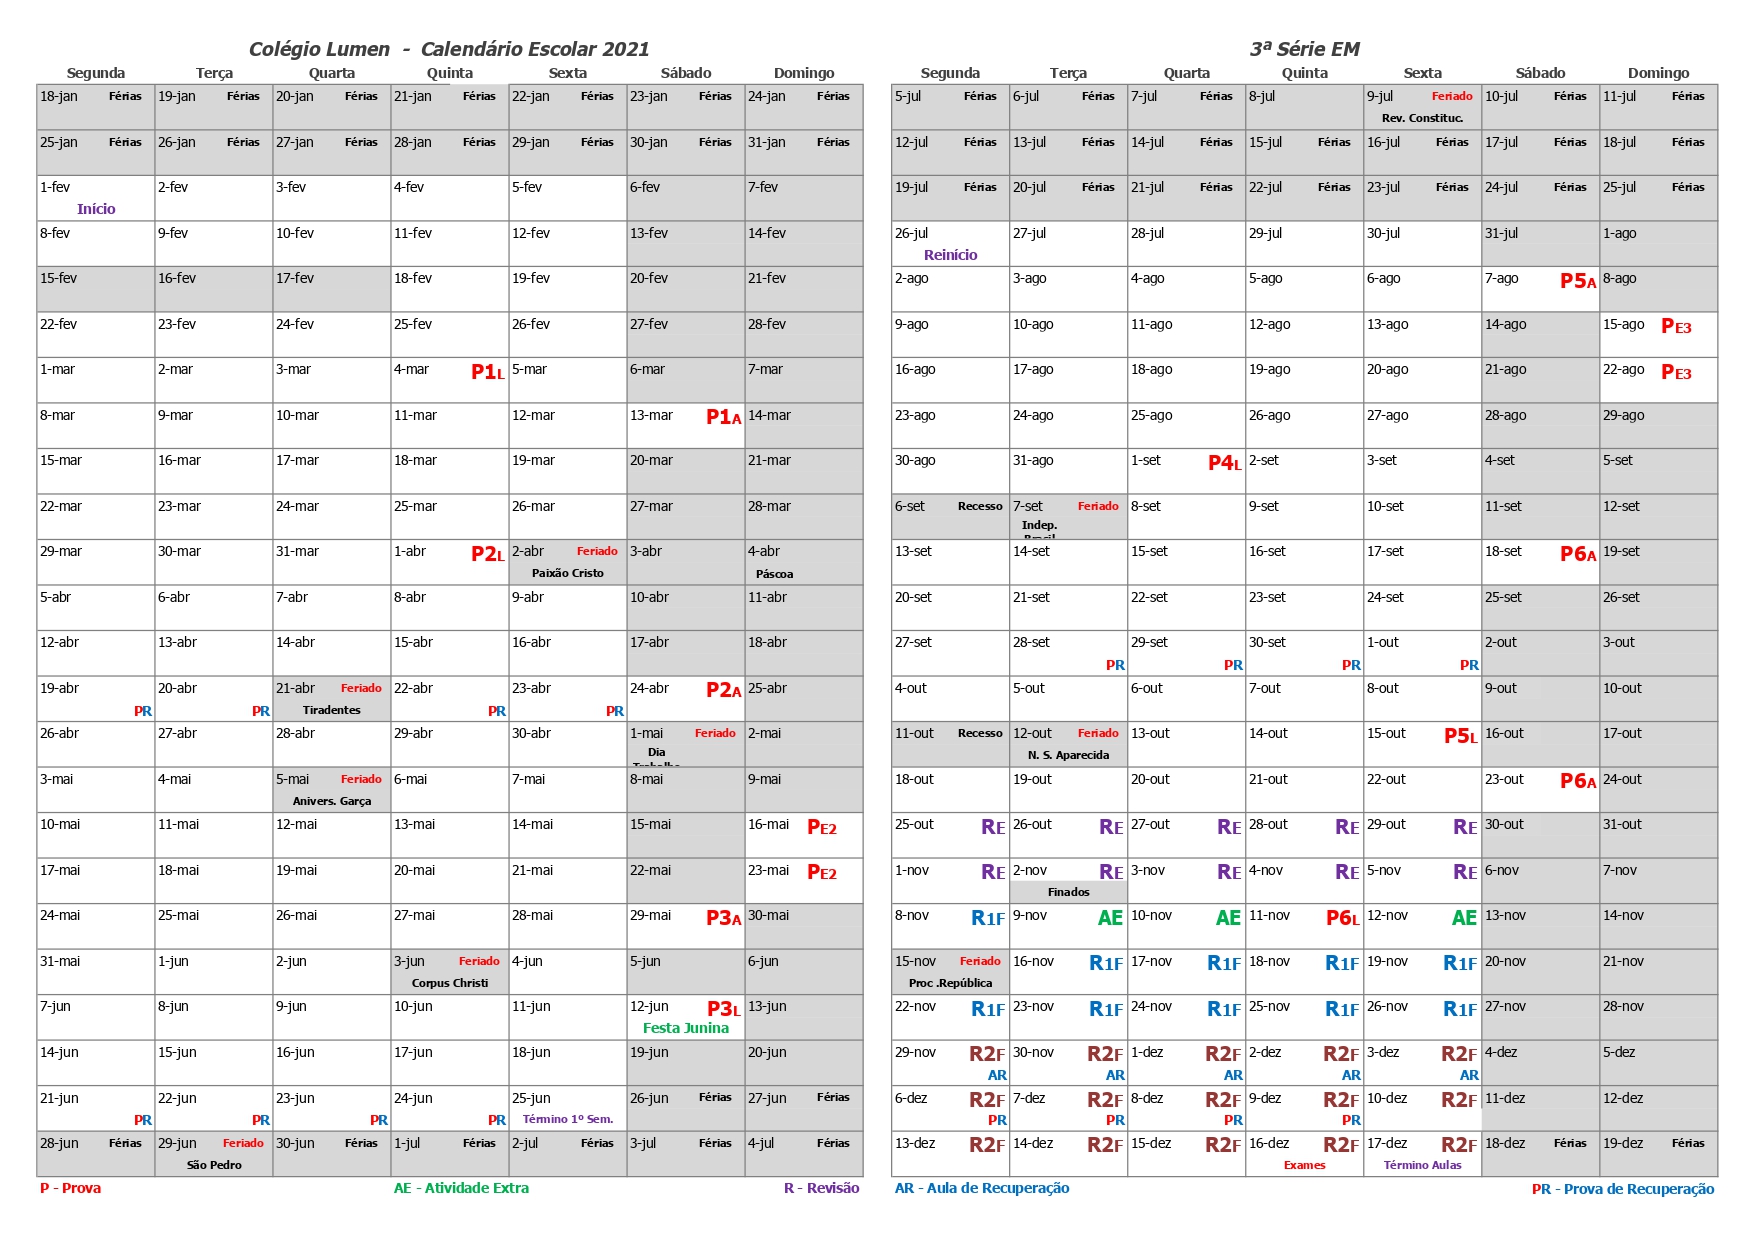 Colégio Lumen - Calendário Escolar 2021
Segunda Terça Quarta Quinta Sexta Sábado Domingo
18-jan Férias 19-jan Férias 20-jan Férias 21-jan Férias 22-jan Férias 23-jan Férias 24-jan Férias
25-jan Férias 26-jan Férias 27-jan Férias 28-jan Férias 29-jan Férias 30-jan Férias 31-jan Férias
1-fev 2-fev 3-fev 4-fev 5-fev 6-fev 7-fev
Início
8-fev 9-fev 10-fev 11-fev 12-fev 13-fev 14-fev
15-fev 16-fev 17-fev 18-fev 19-fev 20-fev 21-fev
22-fev 23-fev 24-fev 25-fev 26-fev 27-fev 28-fev
1-mar 2-mar 3-mar 4-mar P1L 5-mar 6-mar 7-mar
8-mar 9-mar 10-mar 11-mar 12-mar 13-mar P1A 14-mar
15-mar 16-mar 17-mar 18-mar 19-mar 20-mar 21-mar
22-mar 23-mar 24-mar 25-mar 26-mar 27-mar 28-mar
29-mar 30-mar 31-mar 1-abr P2L 2-abr Feriado 3-abr 4-abr
Paixão Cristo Páscoa
5-abr 6-abr 7-abr 8-abr 9-abr 10-abr 11-abr
12-abr 13-abr 14-abr 15-abr 16-abr 17-abr 18-abr
19-abr 20-abr 21-abr Feriado 22-abr 23-abr 24-abr P2A 25-abr
PR PR Tiradentes PR PR
26-abr 27-abr 28-abr 29-abr 30-abr 1-mai Feriado 2-mai
Dia
Trabalho
3-mai 4-mai 5-mai Feriado 6-mai 7-mai 8-mai 9-mai
Anivers. Garça
10-mai 11-mai 12-mai 13-mai 14-mai 15-mai 16-mai PE2
17-mai 18-mai 19-mai 20-mai 21-mai 22-mai 23-mai PE2
24-mai 25-mai 26-mai 27-mai 28-mai 29-mai P3A 30-mai
31-mai 1-jun 2-jun 3-jun Feriado 4-jun 5-jun 6-jun
Corpus Christi
7-jun 8-jun 9-jun 10-jun 11-jun 12-jun P3L 13-jun
Festa Junina
14-jun 15-jun 16-jun 17-jun 18-jun 19-jun 20-jun
21-jun 22-jun 23-jun 24-jun 25-jun 26-jun Férias 27-jun Férias
PR PR PR PR Término 1º Sem.
28-jun Férias 29-jun Feriado 30-jun Férias 1-jul Férias 2-jul Férias 3-jul Férias 4-jul Férias
São Pedro
P - Prova AE - Atividade Extra R - Revisão
3ª Série EM
Segunda Terça Quarta Quinta Sexta Sábado Domingo
5-jul Férias 6-jul Férias 7-jul Férias 8-jul 9-jul Feriado 10-jul Férias 11-jul Férias
Rev. Constituc.
12-jul Férias 13-jul Férias 14-jul Férias 15-jul Férias 16-jul Férias 17-jul Férias 18-jul Férias
19-jul Férias 20-jul Férias 21-jul Férias 22-jul Férias 23-jul Férias 24-jul Férias 25-jul Férias
26-jul 27-jul 28-jul 29-jul 30-jul 31-jul 1-ago
Reinício
2-ago 3-ago 4-ago 5-ago 6-ago 7-ago P5A 8-ago
9-ago 10-ago 11-ago 12-ago 13-ago 14-ago 15-ago PE3
16-ago 17-ago 18-ago 19-ago 20-ago 21-ago 22-ago PE3
23-ago 24-ago 25-ago 26-ago 27-ago 28-ago 29-ago
30-ago 31-ago 1-set P4L 2-set 3-set 4-set 5-set
6-set Recesso 7-set Feriado 8-set 9-set 10-set 11-set 12-set
Indep.
Brasil
13-set 14-set 15-set 16-set 17-set 18-set P6A 19-set
20-set 21-set 22-set 23-set 24-set 25-set 26-set
27-set 28-set 29-set 30-set 1-out 2-out 3-out
PR PR PR PR
4-out 5-out 6-out 7-out 8-out 9-out 10-out
11-out Recesso 12-out Feriado 13-out 14-out 15-out P5L 16-out 17-out
N. S. Aparecida
18-out 19-out 20-out 21-out 22-out 23-out P6A 24-out
25-out RE 26-out RE 27-out RE 28-out RE 29-out RE 30-out 31-out
1-nov RE 2-nov RE 3-nov RE 4-nov RE 5-nov RE 6-nov 7-nov
Finados
8-nov R1F 9-nov AE 10-nov AE 11-nov P6L 12-nov AE 13-nov 14-nov
15-nov Feriado 16-nov R1F 17-nov R1F 18-nov R1F 19-nov R1F 20-nov 21-nov
Proc .República
22-nov R1F 23-nov R1F 24-nov R1F 25-nov R1F 26-nov R1F 27-nov 28-nov
29-nov R2F 30-nov R2F 1-dez R2F 2-dez R2F 3-dez R2F 4-dez 5-dez
AR AR AR AR AR
6-dez R2F 7-dez R2F 8-dez R2F 9-dez R2F 10-dez R2F 11-dez 12-dez
PR PR PR PR
13-dez R2F 14-dez R2F 15-dez R2F 16-dez R2F 17-dez R2F 18-dez Férias 19-dez Férias
Exames Término Aulas
AR - Aula de Recuperação PR - Prova de Recuperação